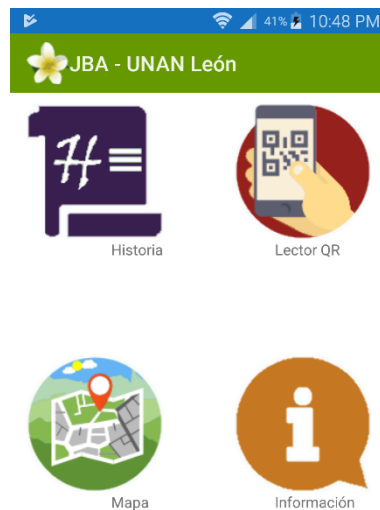 41% 10:48 PM
JBA - UNAN León
H
Historia
Lector QR
i
Mapa
Información